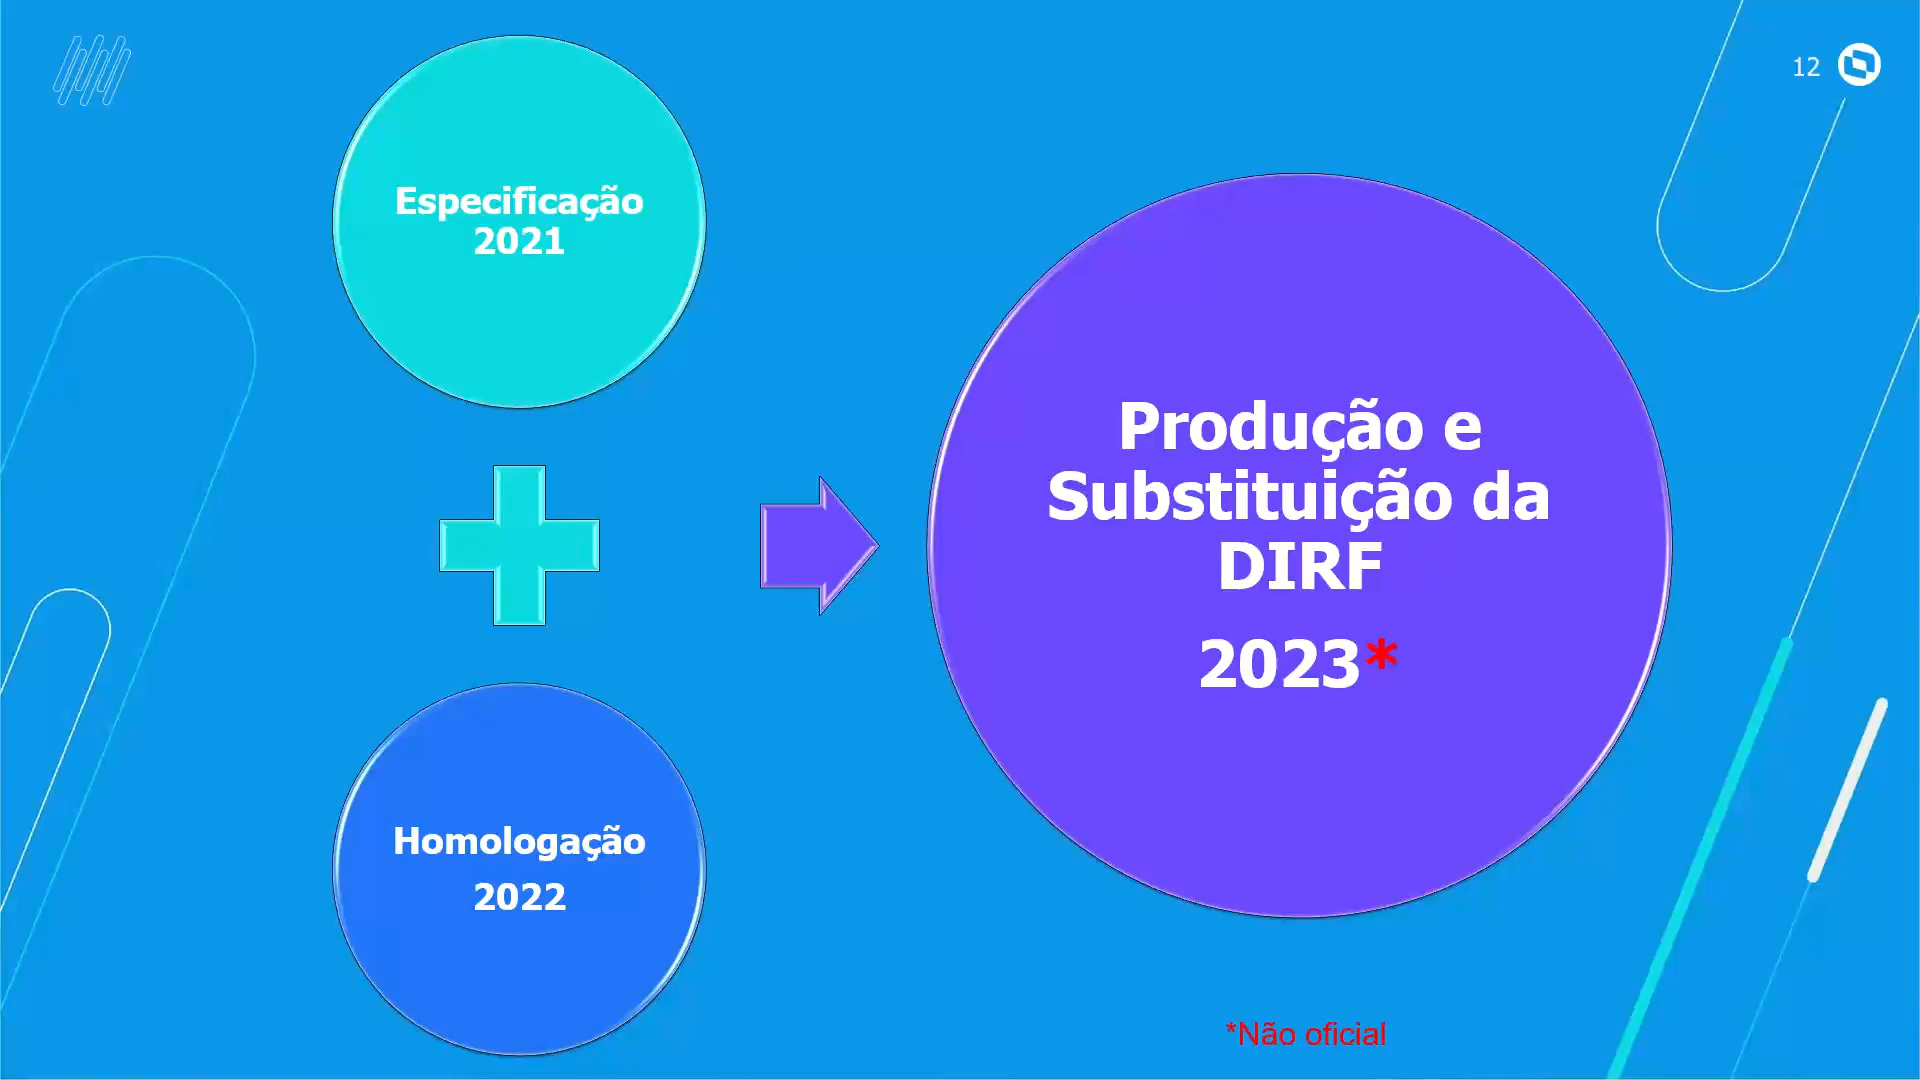 12
Especificação
2021
Homologação
2022
Produção e
Substituição da
DIRF
2023*
*Não oficial